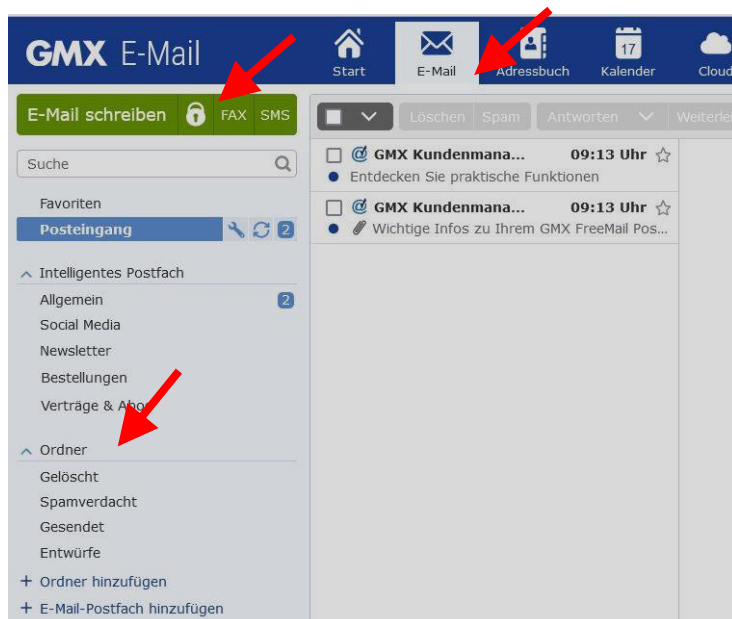 GMX E-Mail
Start
E-Mail
Adressbuch
17
Kalender
Cloud
E-Mail schreiben FAX SMS
Löschen Spam Antworten
Suche
GMX Kundenmana... 09:13 Uhr
Entdecken Sie praktische Funktionen
GMX Kundenmana... 09:13 Uhr
Wichtige Infos zu Ihrem GMX FreeMail Pos...
Favoriten
Posteingang 2
Intelligentes Postfach
Allgemein 2
Social Media
Newsletter
Bestellungen
Verträge & Abos
Ordner
Gelöscht
Spamverdacht
Gesendet
Entwürfe
+ Ordner hinzufügen
+ E-Mail-Postfach hinzufügen